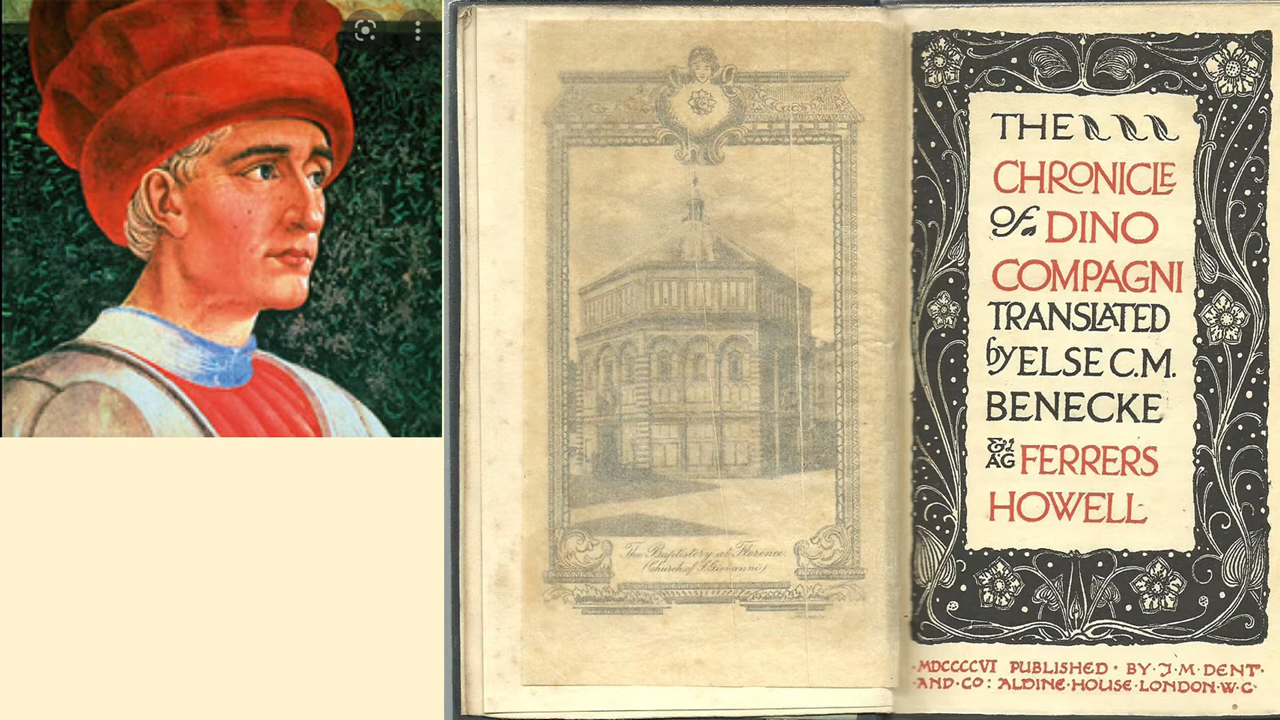 The Baptistery at Florence.
(Church of S. Giovanni)
THE
CHRONICLE
of DINO
COMPAGNI
TRANSLATED
by ELSE C.M.
BENECKE
& AG FERRERS
HOWELL
·MDCCCCVI PUBLISHED · BY · J · M · DENT ·
· AND · CO : ALDINE · HOUSE · LONDON · W · C ·